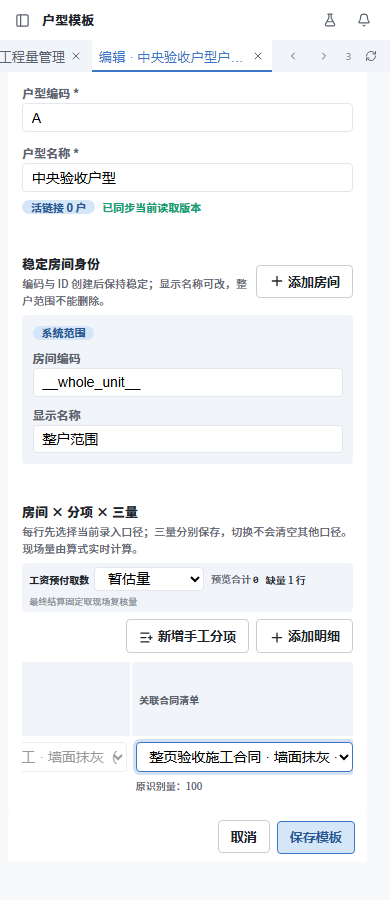 户型模板
工程量管理
编辑 · 中央验收户型户...
3
户型编码 *
A
户型名称 *
中央验收户型
活链接 0 户 已同步当前读取版本
稳定房间身份
编码与 ID 创建后保持稳定；显示名称可改，整
户范围不能删除。
添加房间
系统范围
房间编码
__whole_unit__
显示名称
整户范围
房间 × 分项 × 三量
每行先选择当前录入口径；三量分别保存，切换不会清空其他口径。
现场量由算式实时计算。
工资预付取数 暂估量 预览合计 0 缺量 1 行
最终结算固定取现场复核量
新增手工分项 添加明细
关联合同清单
工 · 墙面抹灰 整页验收施工合同 · 墙面抹灰 ·
原识别量：100
取消 保存模板